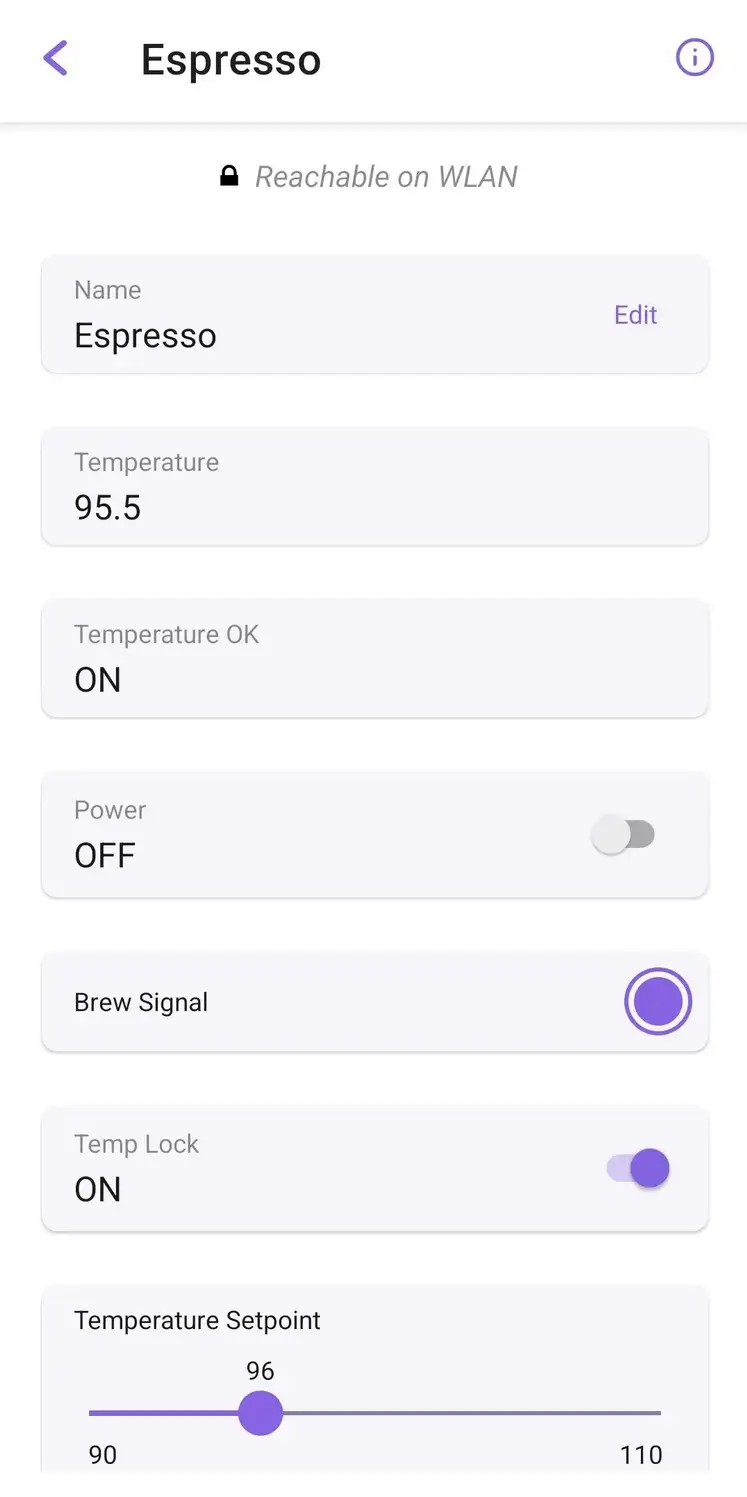 Espresso
Reachable on WLAN
Name
Espresso
Edit
Temperature
95.5
Temperature OK
ON
Power
OFF
Brew Signal
Temp Lock
ON
Temperature Setpoint
96
90
110